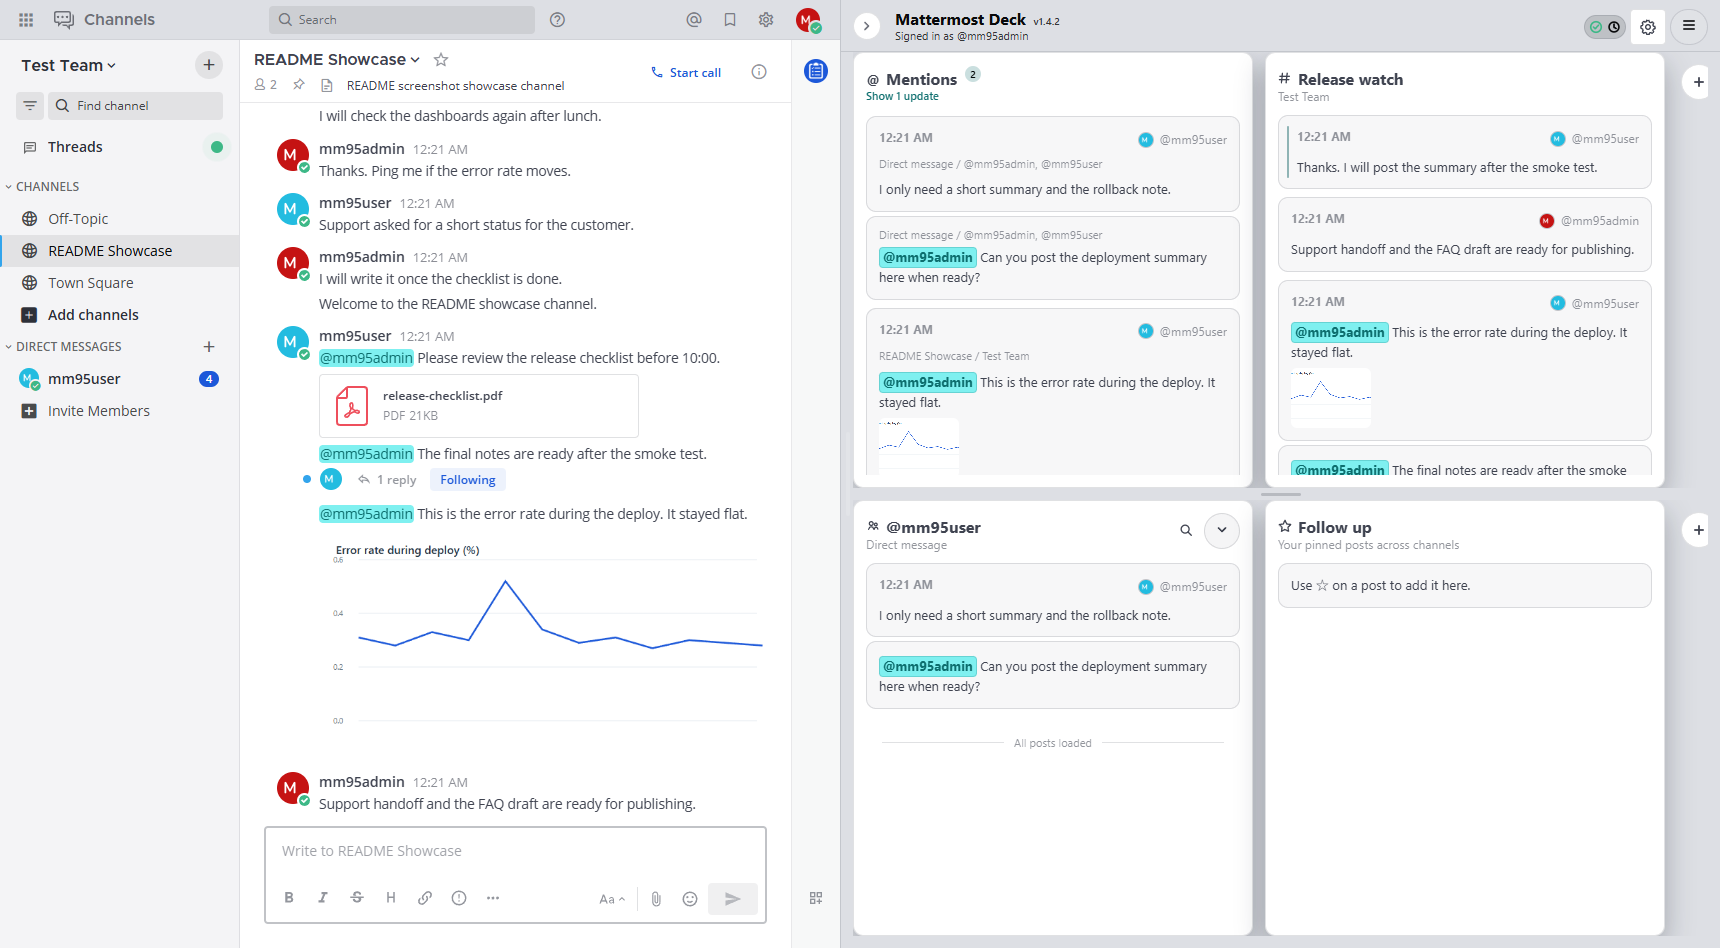 Channels
Search
Test Team
Find channel
Threads
CHANNELS
Off-Topic
README Showcase
Town Square
Add channels
DIRECT MESSAGES
mm95user
4
Invite Members
README Showcase
2
README screenshot showcase channel
Start call
I will check the dashboards again after lunch.
M
mm95admin 12:21 AM
Thanks. Ping me if the error rate moves.
M
mm95user 12:21 AM
Support asked for a short status for the customer.
M
mm95admin 12:21 AM
I will write it once the checklist is done.
Welcome to the README showcase channel.
M
mm95user 12:21 AM
@mm95admin Please review the release checklist before 10:00.
release-checklist.pdf
PDF 21KB
@mm95admin The final notes are ready after the smoke test.
M 1 reply Following
@mm95admin This is the error rate during the deploy. It stayed flat.
Error rate during deploy (%)
0.6
0.4
0.2
0.0
M
mm95admin 12:21 AM
Support handoff and the FAQ draft are ready for publishing.
Write to README Showcase
B I S H Aa
Mattermost Deck v1.4.2
Signed in as @mm95admin
@ Mentions 2
Show 1 update
12:21 AM M @mm95user
Direct message / @mm95admin, @mm95user
I only need a short summary and the rollback note.
Direct message / @mm95admin, @mm95user
@mm95admin Can you post the deployment summary
here when ready?
12:21 AM M @mm95user
README Showcase / Test Team
@mm95admin This is the error rate during the deploy. It
stayed flat.
# Release watch
Test Team
12:21 AM M @mm95user
Thanks. I will post the summary after the smoke test.
12:21 AM M @mm95admin
Support handoff and the FAQ draft are ready for publishing.
12:21 AM M @mm95user
@mm95admin This is the error rate during the deploy. It
stayed flat.
@mm95admin The final notes are ready after the smoke
@mm95user
Direct message
12:21 AM M @mm95user
I only need a short summary and the rollback note.
@mm95admin Can you post the deployment summary
here when ready?
All posts loaded
Follow up
Your pinned posts across channels
Use ☆ on a post to add it here.